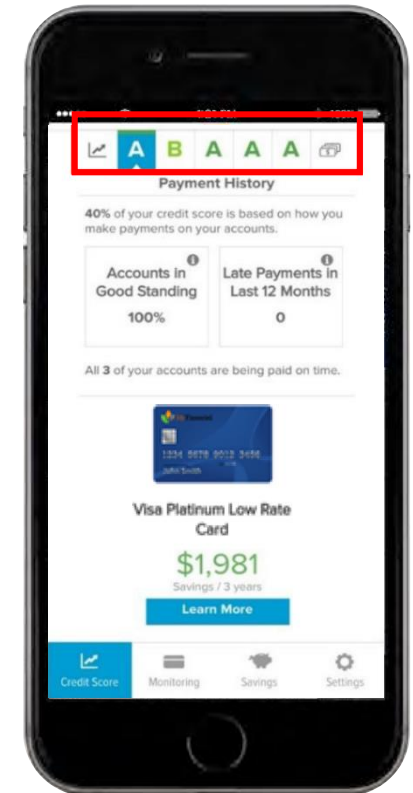 A B A A A
Payment History
40% of your credit score is based on how you
make payments on your accounts.
Accounts in
Good Standing
100%
Late Payments in
Last 12 Months
0
All 3 of your accounts are being paid on time.
1234 5678 9012 3456
John Smith
Visa Platinum Low Rate
Card
$1,981
Savings / 3 years
Learn More
Credit Score
Monitoring
Savings
Settings